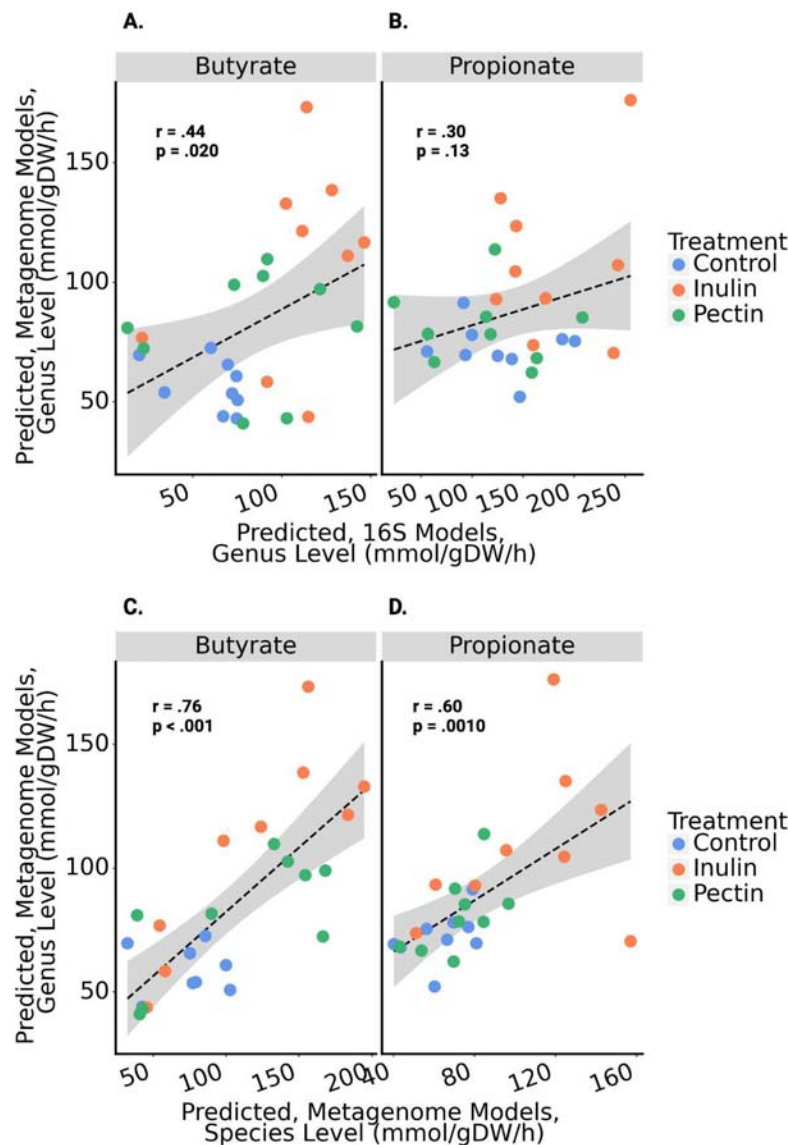 A.
B.
Butyrate
Propionate
r = .44
p = .020
r = .30
p = .13
Predicted, Metagenome Models,
Genus Level (mmol/gDW/h)
150
100
50
50
100
150
50
100
150
200
250
Predicted, 16S Models,
Genus Level (mmol/gDW/h)
Treatment
Control
Inulin
Pectin
C.
D.
Butyrate
Propionate
r = .76
p < .001
r = .60
p = .0010
Predicted, Metagenome Models,
Genus Level (mmol/gDW/h)
150
100
50
50
100
150
200
40
80
120
160
Predicted, Metagenome Models,
Species Level (mmol/gDW/h)
Treatment
Control
Inulin
Pectin